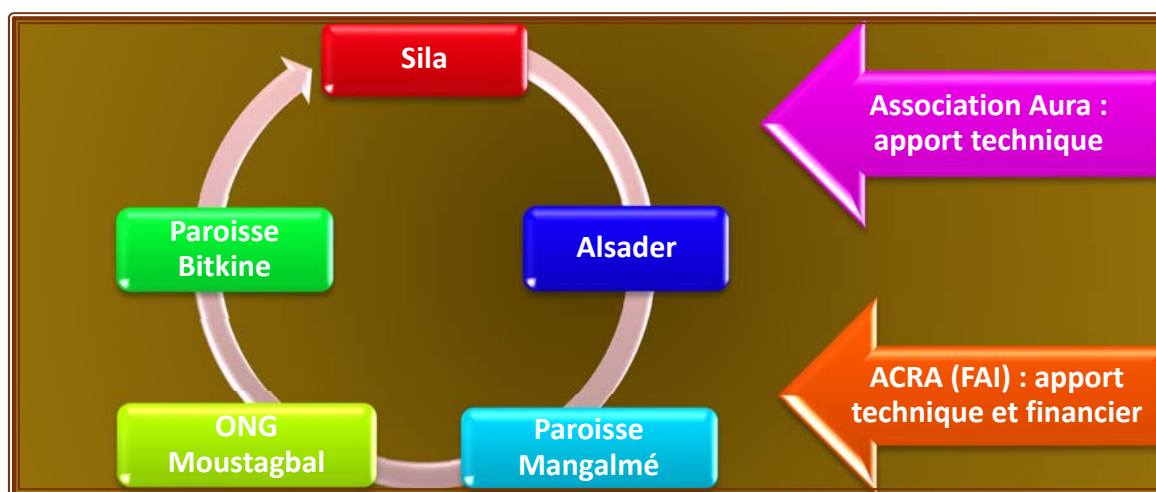 Sila
Association Aura :
apport technique
Paroisse
Bitkine
Alsader
ACRA (FAI) : apport
technique et financier
ONG
Moustagbal
Paroisse
Mangalmé